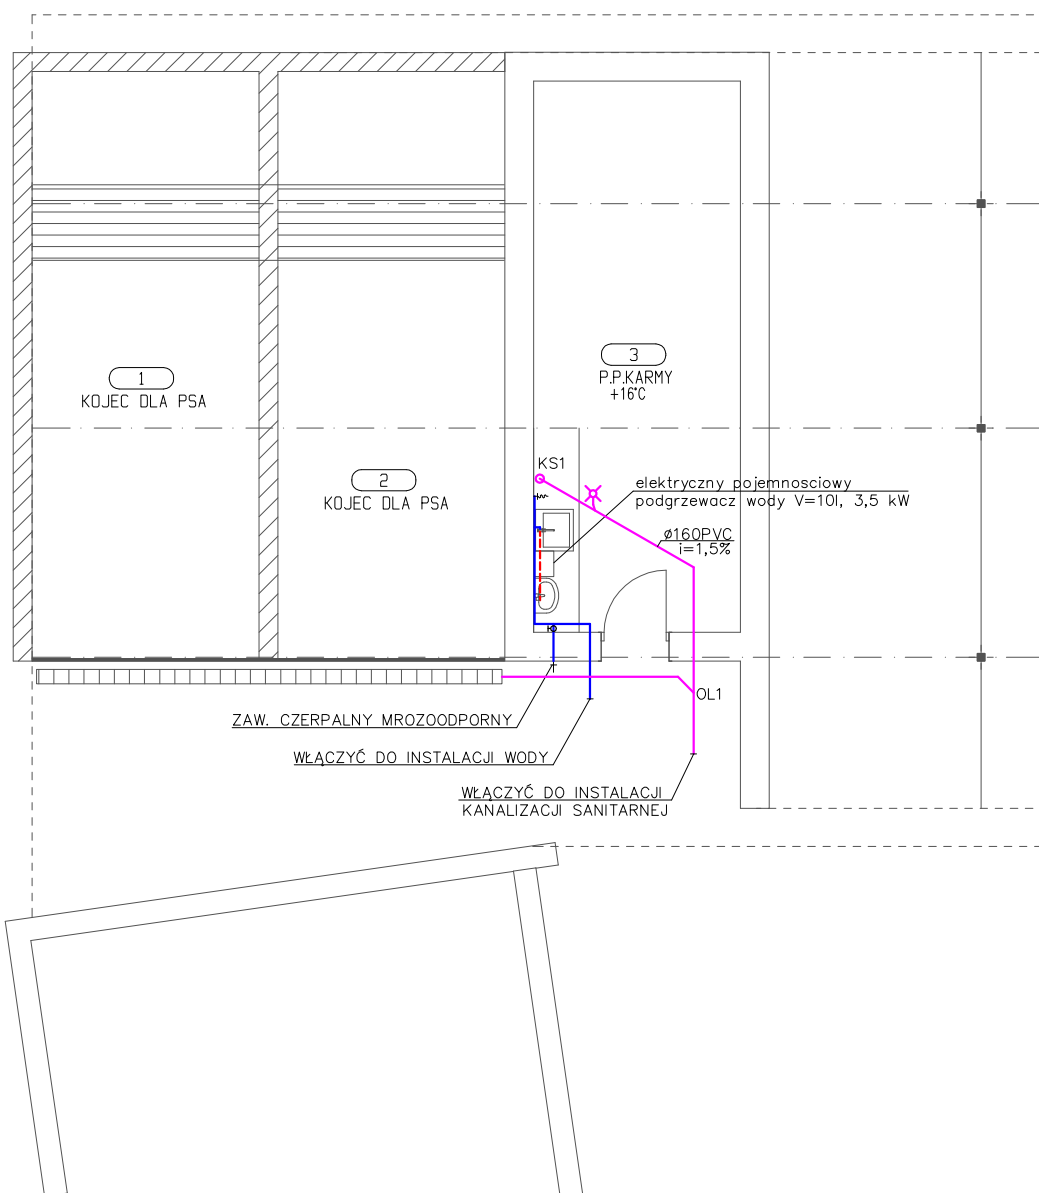 3
P.P.KARMY
+16°C
1
KOJEC DLA PSA
2
KOJEC DLA PSA
KS1
elektryczny pojemnosciowy
podgrzewacz wody V=10l, 3,5 kW
ø160PVC
i=1,5%
OL1
ZAW. CZERPALNY MROZOODPORNY
WŁĄCZYĆ DO INSTALACJI WODY
WŁĄCZYĆ DO INSTALACJI
KANALIZACJI SANITARNEJ